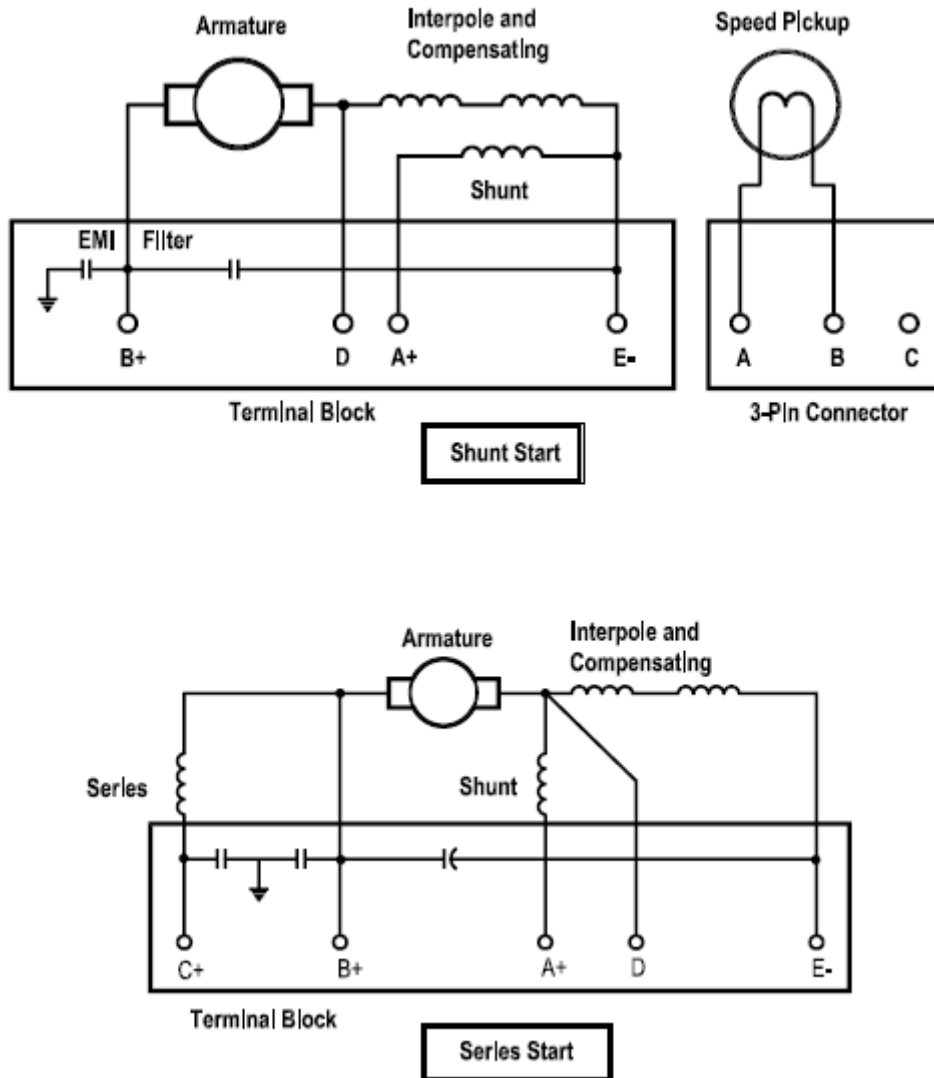 Armature
Interpole and
Compensating
Speed Pickup
Shunt
EMI Filter
B+ D A+ E-
A B C
Terminal Block
3-Pin Connector
Shunt Start
Armature
Interpole and
Compensating
Series
Shunt
C+ B+ A+ D E-
Terminal Block
Series Start